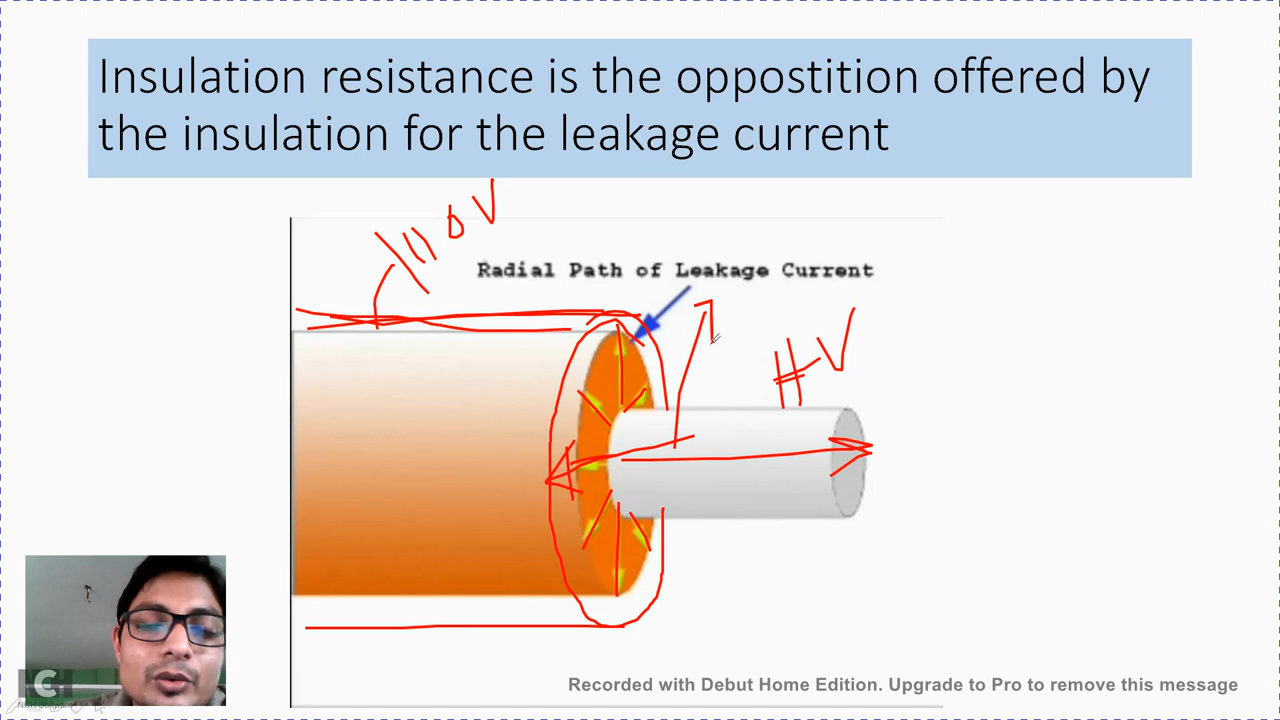 Insulation resistance is the oppostition offered by
the insulation for the leakage current
Radial Path of Leakage Current
HV
Recorded with Debut Home Edition. Upgrade to Pro to remove this message